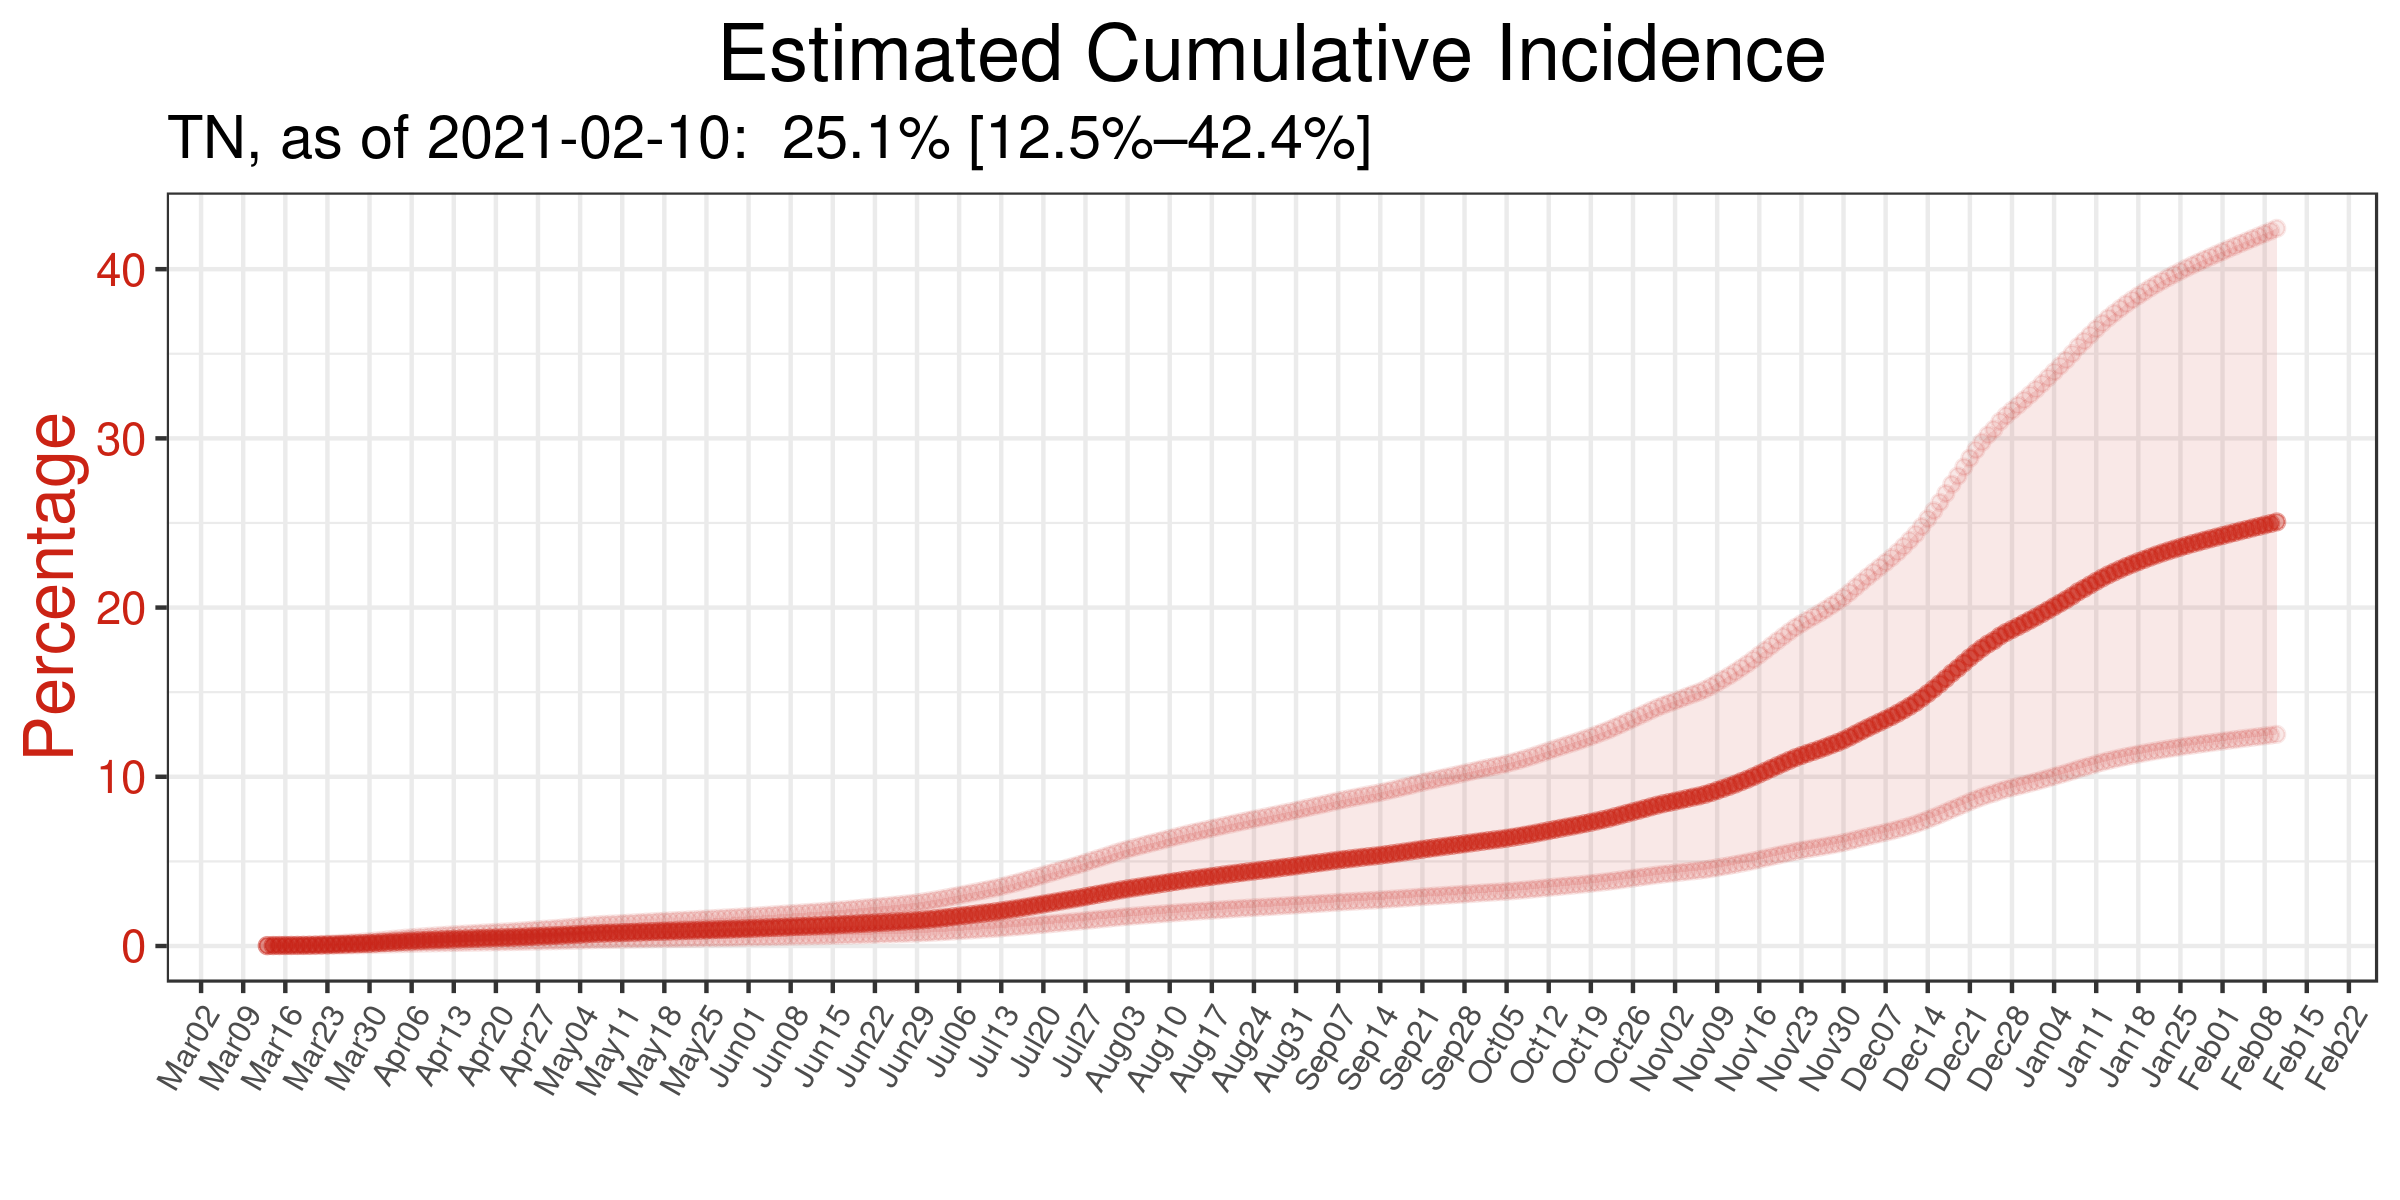 Estimated Cumulative Incidence
TN, as of 2021-02-10:  25.1% [12.5%–42.4%]
Percentage
40
30
20
10
0
Mar02
Mar09
Mar16
Mar23
Mar30
Apr06
Apr13
Apr20
Apr27
May04
May11
May18
May25
Jun01
Jun08
Jun15
Jun22
Jun29
Jul06
Jul13
Jul20
Jul27
Aug03
Aug10
Aug17
Aug24
Aug31
Sep07
Sep14
Sep21
Sep28
Oct05
Oct12
Oct19
Oct26
Nov02
Nov09
Nov16
Nov23
Nov30
Dec07
Dec14
Dec21
Dec28
Jan04
Jan11
Jan18
Jan25
Feb01
Feb08
Feb15
Feb22